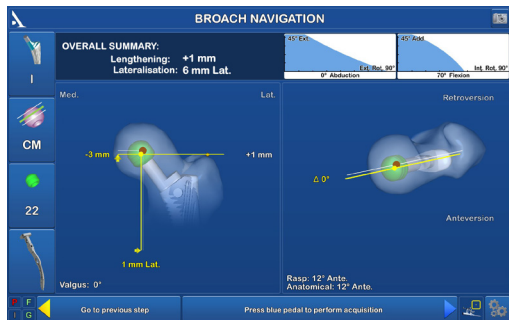 BROACH NAVIGATION
OVERALL SUMMARY:
Lengthening: +1 mm
Lateralisation: 6 mm Lat.
45° Ext.
Ext. Rot. 90°
0° Abduction
45° Add.
Int. Rot. 90°
70° Flexion
I
CM
22
Med.
Lat.
-3 mm
+1 mm
1 mm Lat.
Valgus: 0°
Retroversion
Δ 0°
Anteversion
Rasp: 12° Ante.
Anatomical: 12° Ante.
P F
I G
Go to previous step
Press blue pedal to perform acquisition